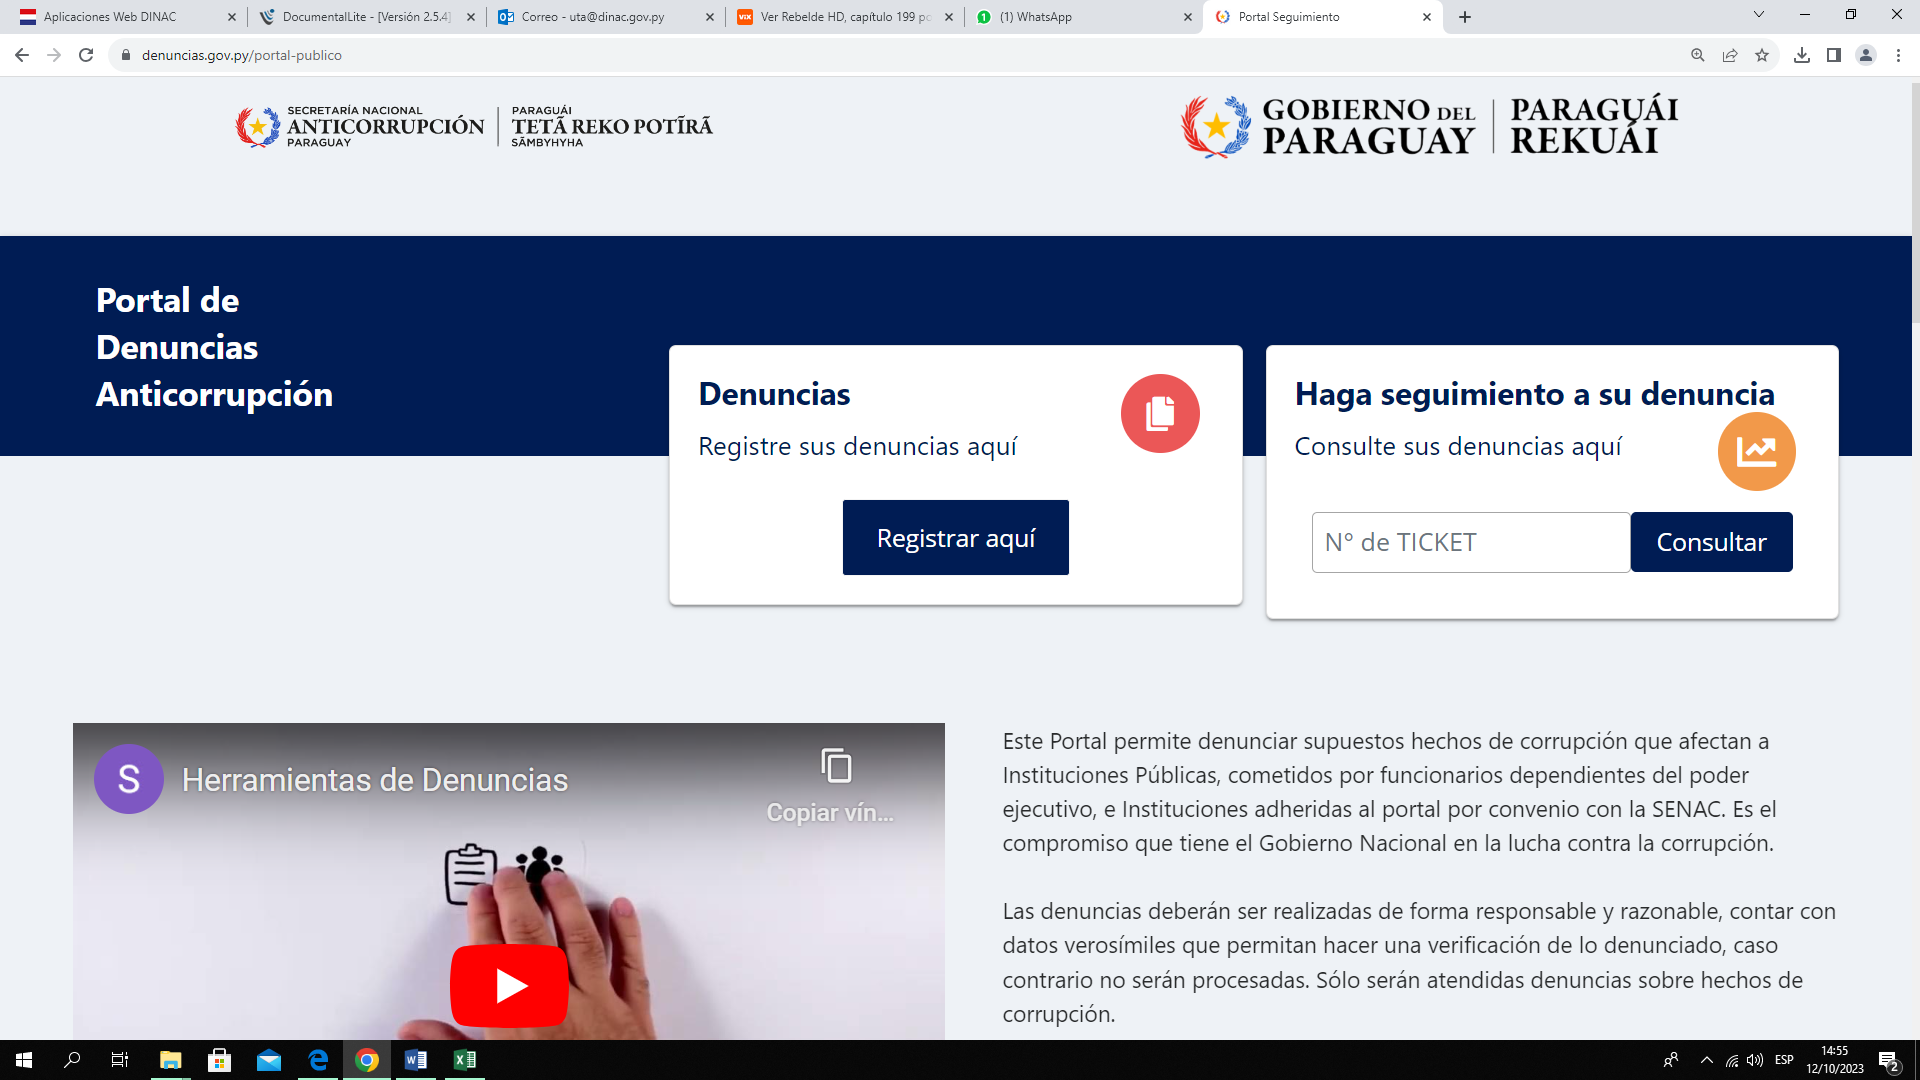 Aplicaciones Web DINAC
DocumentalLite - [Versión 2.5.4]
Correo - uta@dinac.gov.py
Ver Rebelde HD, capítulo 199 po
(1) WhatsApp
Portal Seguimiento
denuncias.gov.py/portal-publico
SECRETARÍA NACIONAL
ANTICORRUPCIÓN
PARAGUAY
PARAGUÁI
TETÃ REKO POTĨRÃ
SÃMBYHYHA
GOBIERNO DEL
PARAGUAY
PARAGUÁI
REKUÁI
Portal de
Denuncias
Anticorrupción
Denuncias
Registre sus denuncias aquí
Registrar aquí
Haga seguimiento a su denuncia
Consulte sus denuncias aquí
N° de TICKET
Consultar
S
Herramientas de Denuncias
Copiar vín...
Este Portal permite denunciar supuestos hechos de corrupción que afectan a
Instituciones Públicas, cometidos por funcionarios dependientes del poder
ejecutivo, e Instituciones adheridas al portal por convenio con la SENAC. Es el
compromiso que tiene el Gobierno Nacional en la lucha contra la corrupción.
Las denuncias deberán ser realizadas de forma responsable y razonable, contar con
datos verosímiles que permitan hacer una verificación de lo denunciado, caso
contrario no serán procesadas. Sólo serán atendidas denuncias sobre hechos de
corrupción.
ESP
14:55
12/10/2023
2